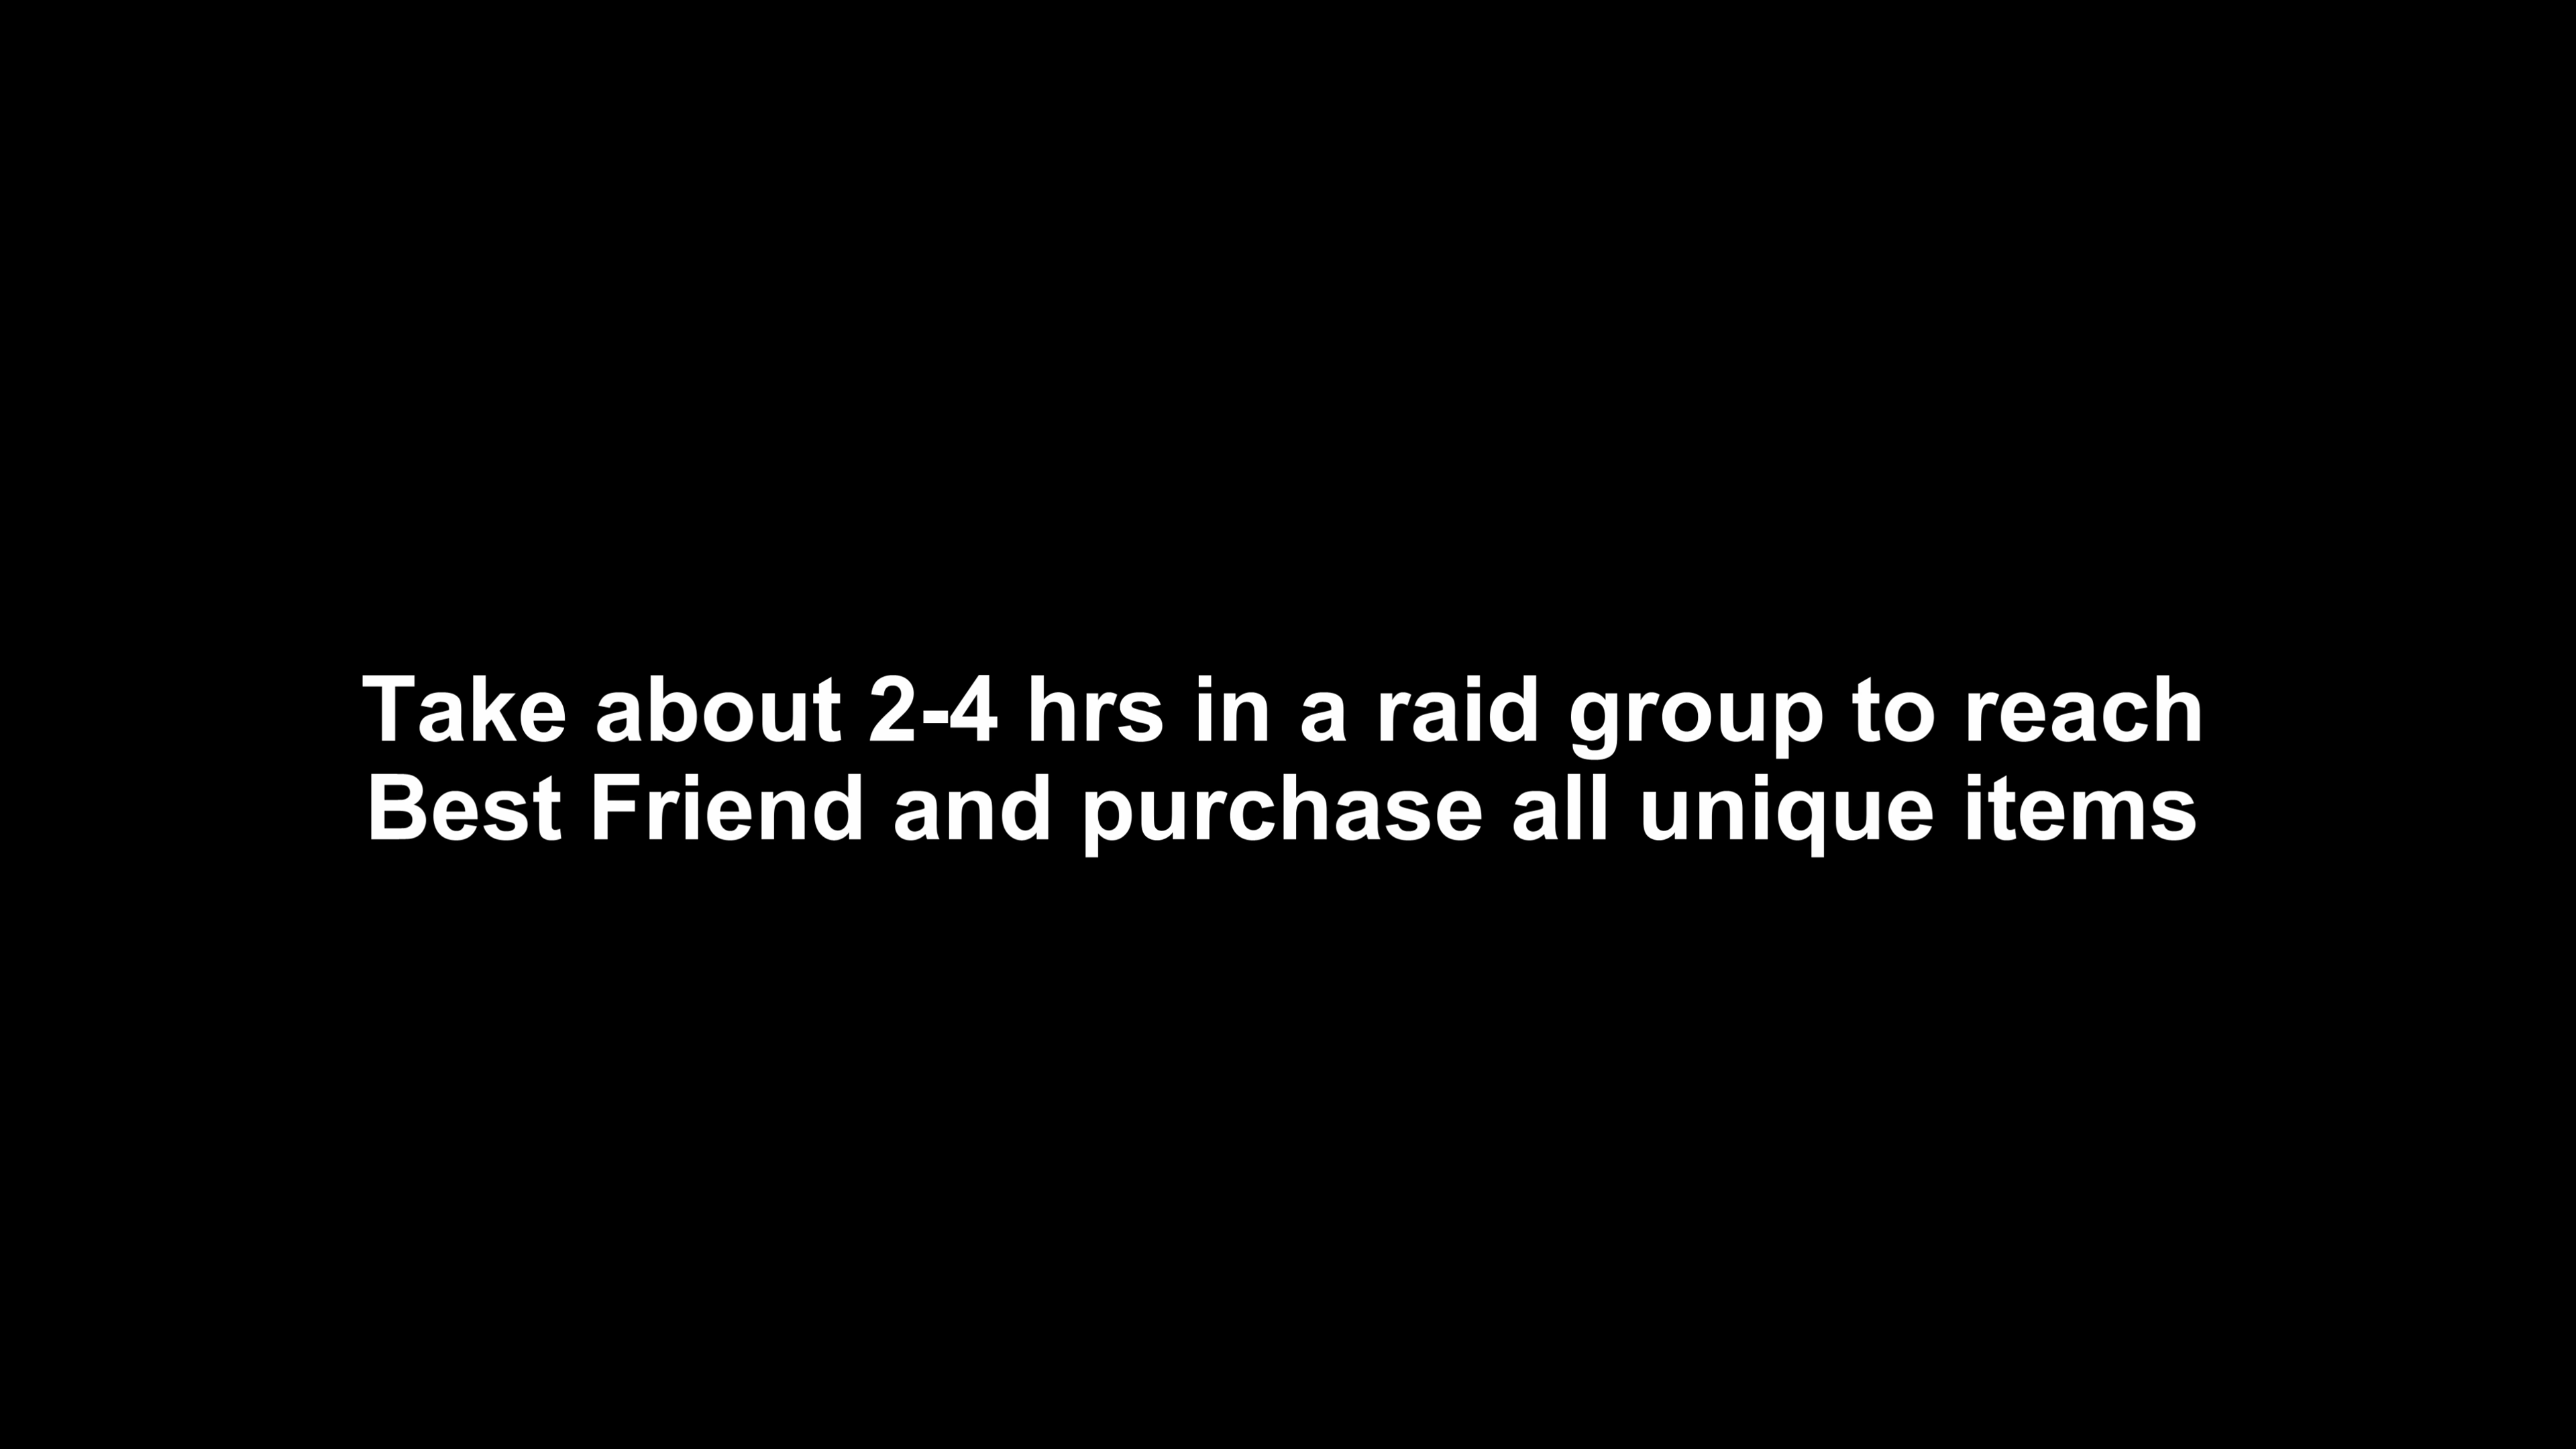 Take about 2-4 hrs in a raid group to reach
Best Friend and purchase all unique items